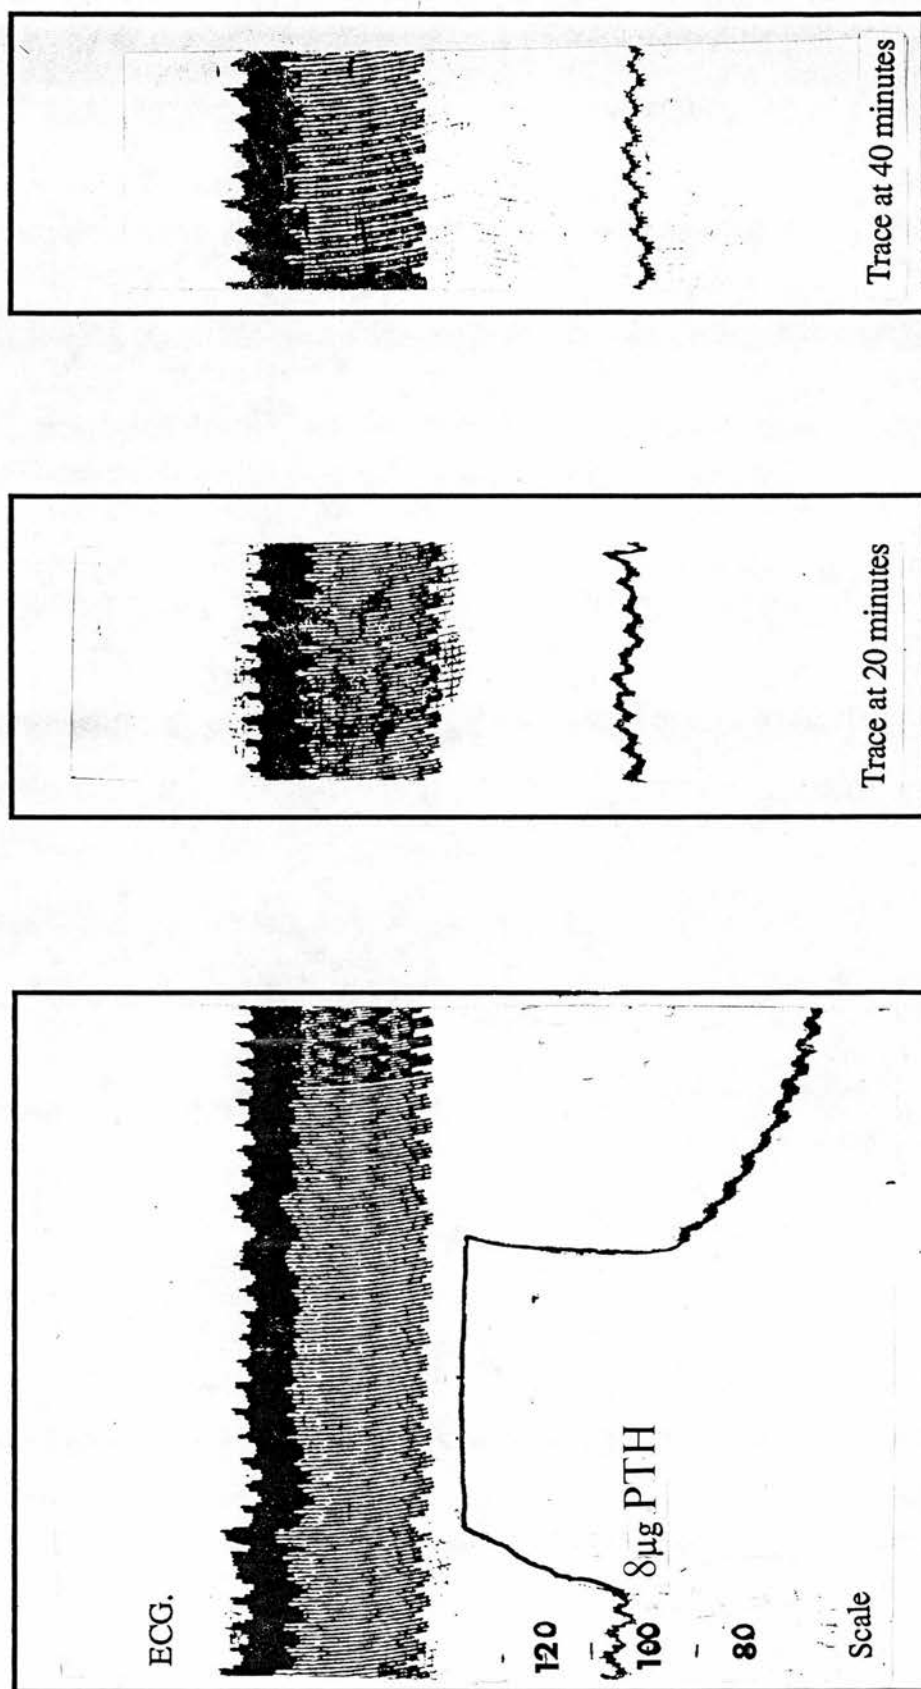 ECG.
120
100
80
8µg PTH
Scale
Trace at 20 minutes
Trace at 40 minutes